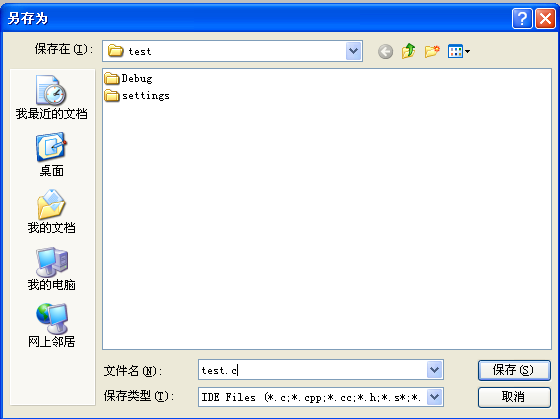 另存为
保存在(I):
test
Debug
settings
我最近的文档
桌面
我的文档
我的电脑
网上邻居
文件名(N):
test.c
保存(S)
保存类型(T):
IDE Files (*.c;*.cpp;*.cc;*.h;*.s*;*.
取消